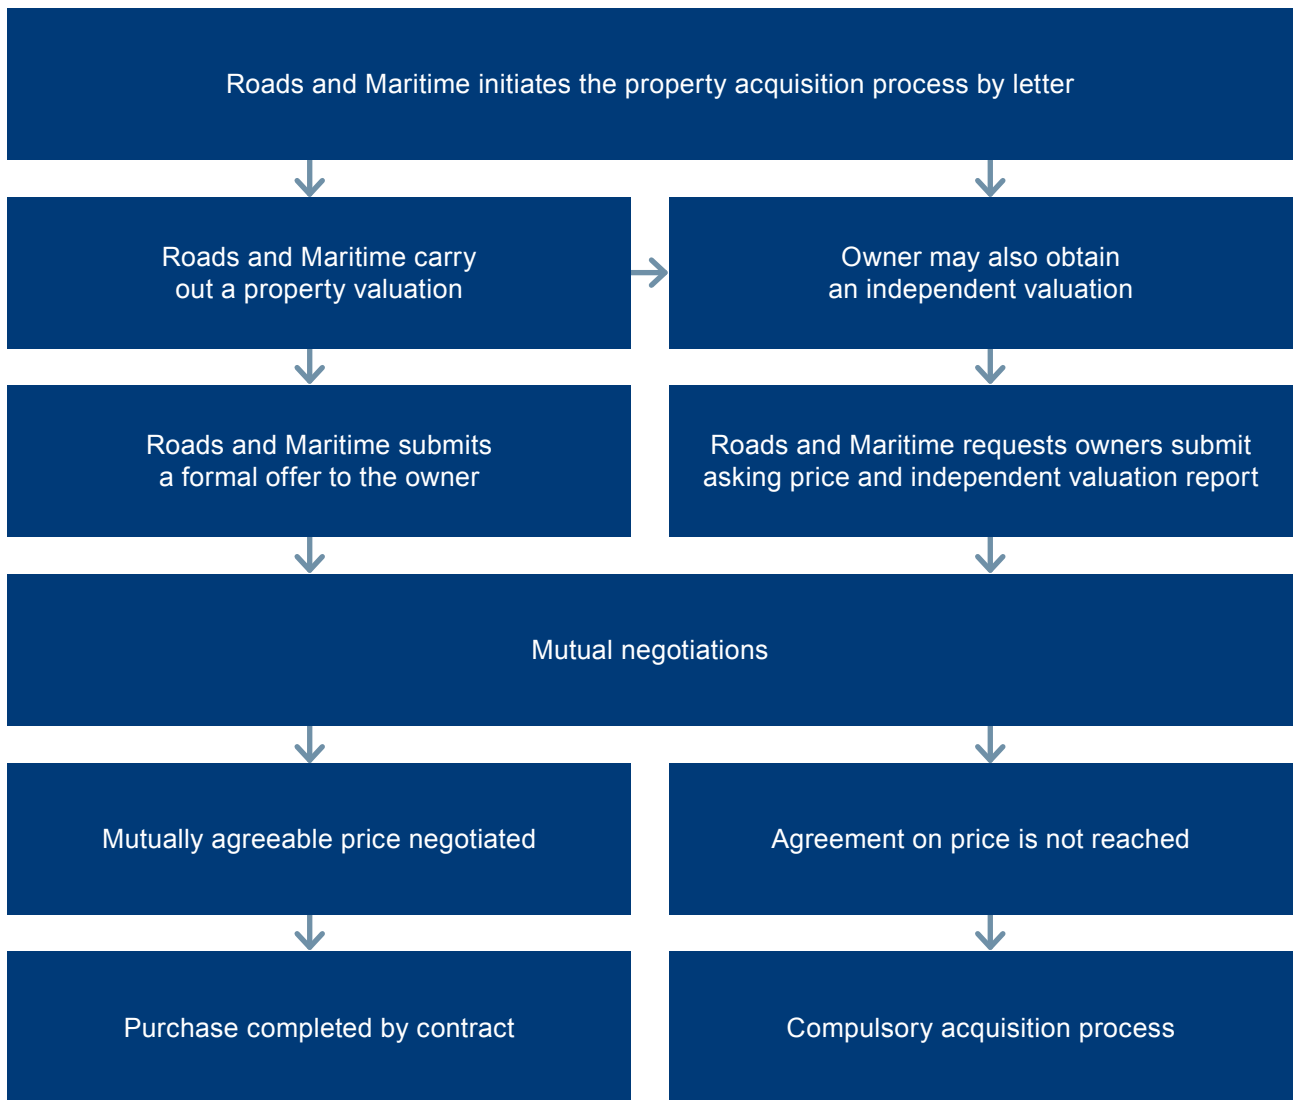 Roads and Maritime initiates the property acquisition process by letter
Roads and Maritime carry
out a property valuation
Owner may also obtain
an independent valuation
Roads and Maritime submits
a formal offer to the owner
Roads and Maritime requests owners submit
asking price and independent valuation report
Mutual negotiations
Mutually agreeable price negotiated
Agreement on price is not reached
Purchase completed by contract
Compulsory acquisition process